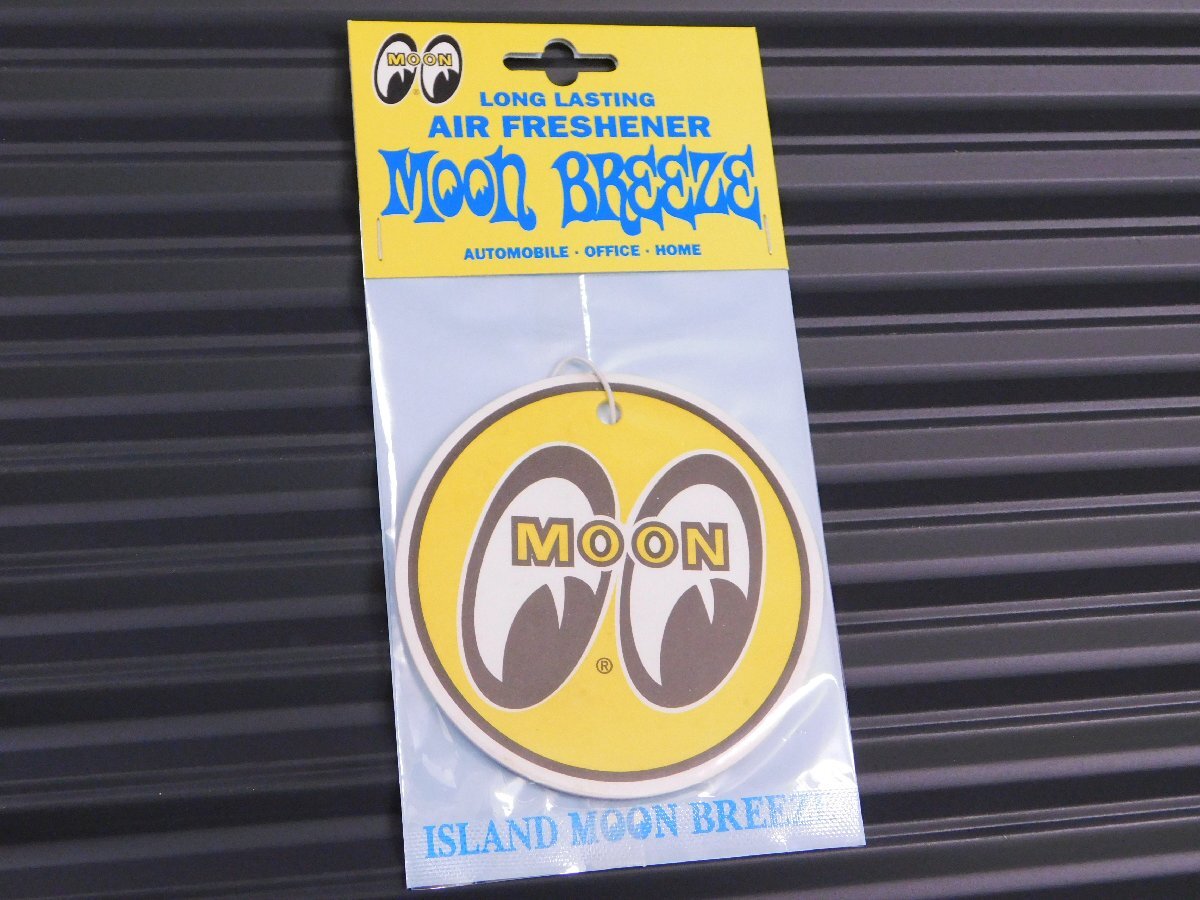 MOON
®
LONG LASTING
AIR FRESHENER
MOON BREEZE
AUTOMOBILE · OFFICE · HOME
MOON
®
ISLAND MOON BREEZE